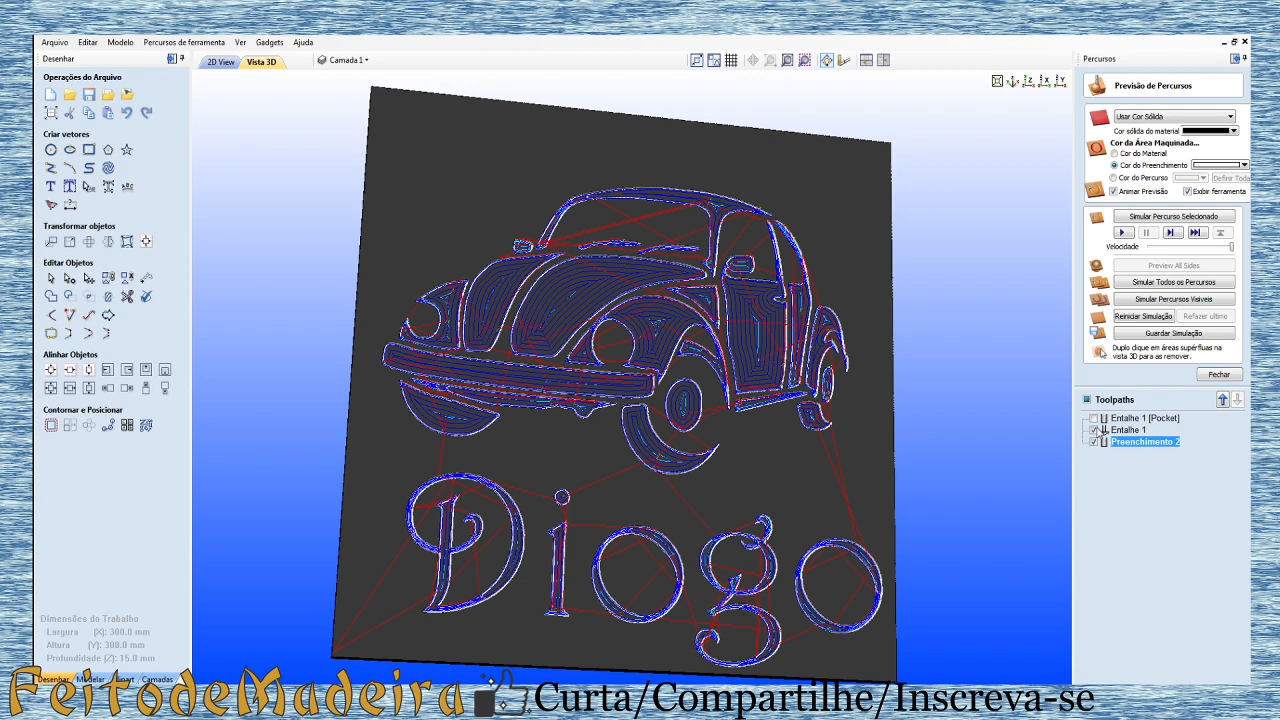 Arquivo Editar Modelo Percursos de ferramenta Ver Gadgets Ajuda
Desenhar
2D View Vista 3D Camada 1
Percursos
Operações do Arquivo
Criar vetores
Transformar objetos
Editar Objetos
Alinhar Objetos
Contornar e Posicionar
Dimensões do Trabalho
Largura (X): 300.0 mm
Altura (Y): 300.0 mm
Profundidade (Z): 15.0 mm
Desenhar Modelar Camadas
Diogo
Previsão de Percursos
Usar Cor Sólida
Cor sólida do material
Cor da Área Maquinada...
Cor do Material
Cor do Preenchimento
Cor do Percurso
Animar Previsão Exibir ferramenta
Simular Percurso Selecionado
Velocidade
Preview All Sides
Simular Todos os Percursos
Simular Percursos Visíveis
Reiniciar Simulação Refazer ultimo
Guardar Simulação
Duplo clique em áreas supérfluas na
vista 3D para as remover.
Fechar
Toolpaths
Entalhe 1 [Pocket]
Entalhe 1
Preenchimento 2
FeitodeMadeira Curta/Compartilhe/Inscreva-se